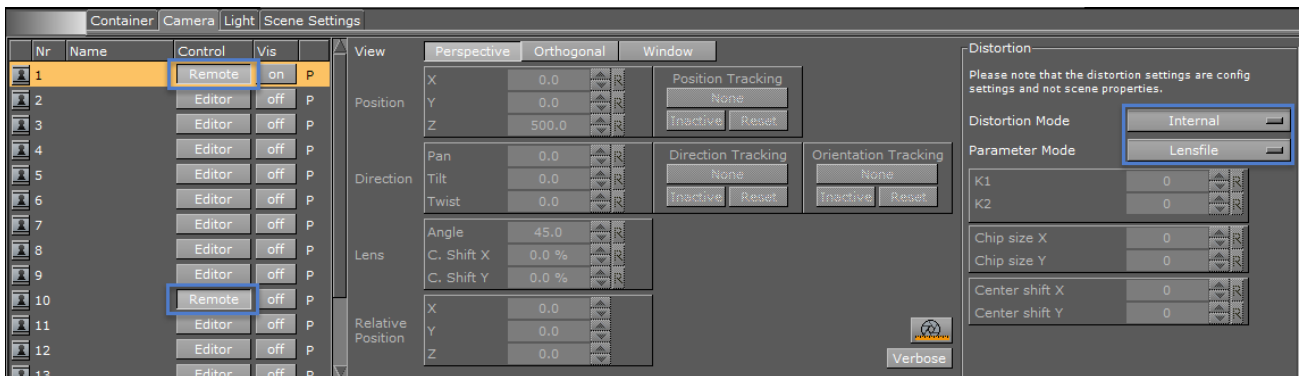 Container Camera Light Scene Settings
Nr Name Control Vis
1 Remote on P
2 Editor off P
3 Editor off P
4 Editor off P
5 Editor off P
6 Editor off P
7 Editor off P
8 Editor off P
9 Editor off P
10 Remote off P
11 Editor off P
12 Editor off P
13 Editor off P
View Perspective Orthogonal Window
Position
X 0.0 R
Y 0.0 R
Z 500.0 R
Position Tracking
None
Inactive Reset
Direction
Pan 0.0 R
Tilt 0.0 R
Twist 0.0 R
Direction Tracking
None
Inactive Reset
Orientation Tracking
None
Inactive Reset
Lens
Angle 45.0 R
C. Shift X 0.0 % R
C. Shift Y 0.0 % R
Relative
Position
X 0.0
Y 0.0
Z 0.0
Verbose
Distortion
Please note that the distortion settings are config
settings and not scene properties.
Distortion Mode Internal
Parameter Mode Lensfile
K1 0 R
K2 0 R
Chip size X 0 R
Chip size Y 0 R
Center shift X 0 R
Center shift Y 0 R